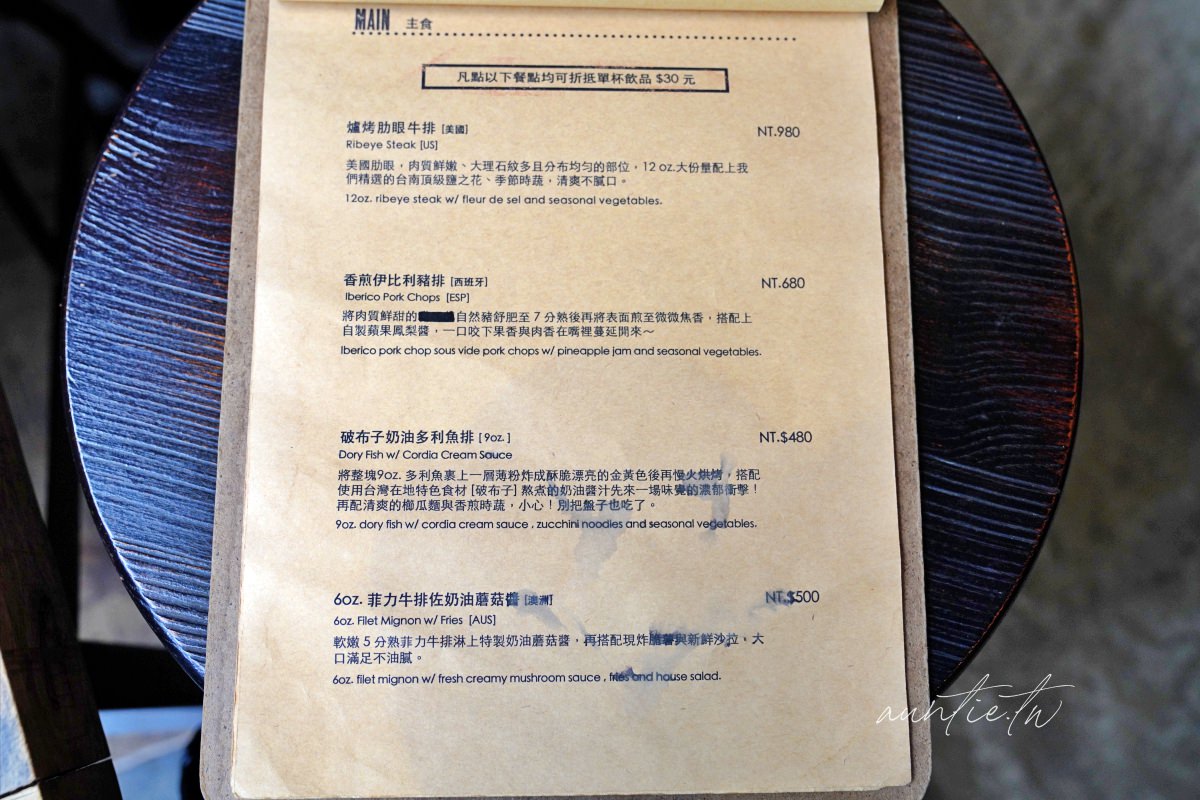 MAIN 主食
凡點以下餐點均可折抵單杯飲品 $30 元
爐烤肋眼牛排 [美國] NT.980
Ribeye Steak [US]
美國肋眼，肉質鮮嫩、大理石紋多且分布均勻的部位，12 oz.大份量配上我
們精選的台南頂級鹽之花、季節時蔬，清爽不膩口。
12oz. ribeye steak w/ fleur de sel and seasonal vegetables.
香煎伊比利豬排 [西班牙] NT.680
Iberico Pork Chops [ESP]
將肉質鮮甜的 自然豬舒肥至 7 分熟後再將表面煎至微微焦香，搭配上
自製蘋果鳳梨醬，一口咬下果香與肉香在嘴裡蔓延開來～
Iberico pork chop sous vide pork chops w/ pineapple jam and seasonal vegetables.
破布子奶油多利魚排 [9oz.] NT.$480
Dory Fish w/ Cordia Cream Sauce
將整塊9oz. 多利魚裹上一層薄粉炸成酥脆漂亮的金黃色後再慢火烘烤，搭配
使用台灣在地特色食材 [破布子] 熬煮的奶油醬汁先來一場味覺的濃郁衝擊！
再配清爽的櫛瓜麵與香煎時蔬，小心！別把盤子也吃了。
9oz. dory fish w/ cordia cream sauce , zucchini noodles and seasonal vegetables.
6oz. 菲力牛排佐奶油蘑菇醬 [澳洲] NT.$500
6oz. Filet Mignon w/ Fries [AUS]
軟嫩 5 分熟菲力牛排淋上特製奶油蘑菇醬，再搭配現炸脆薯與新鮮沙拉，大
口滿足不油膩。
6oz. filet mignon w/ fresh creamy mushroom sauce , fries and house salad.
auntie.tw